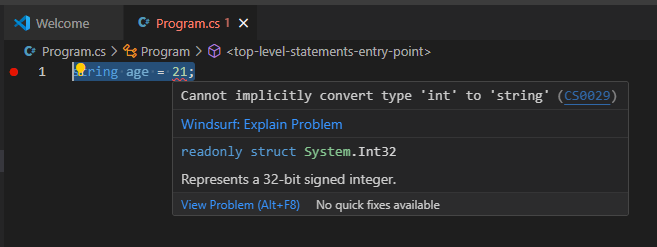 Welcome
C# Program.cs 1
C# Program.cs > Program > <top-level-statements-entry-point>
1 string age = 21;
Cannot implicitly convert type 'int' to 'string' (CS0029)
Windsurf: Explain Problem
readonly struct System.Int32
Represents a 32-bit signed integer.
View Problem (Alt+F8) No quick fixes available